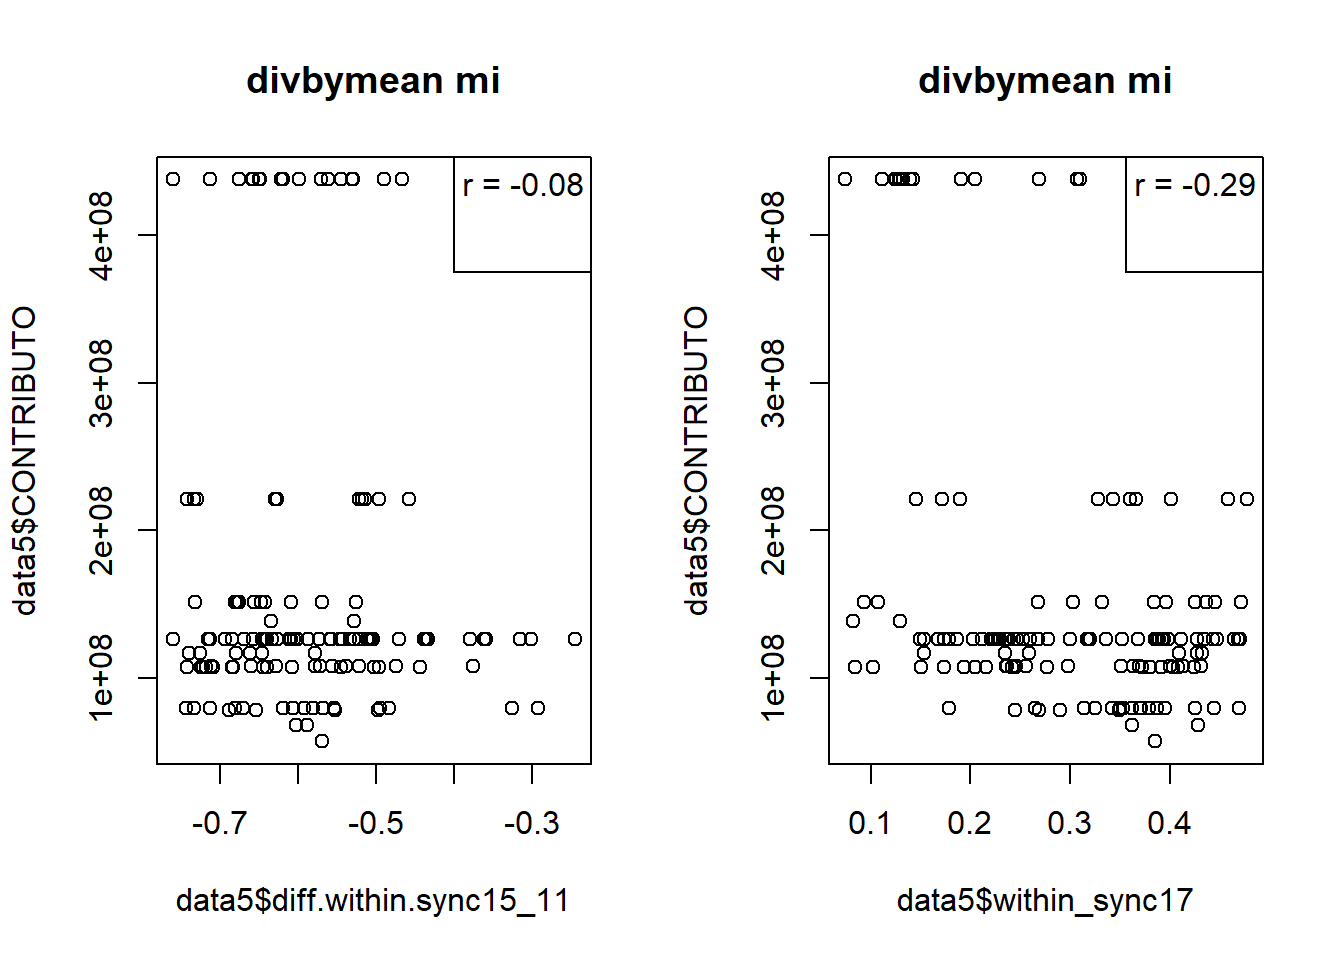 divbymean mi
r = -0.08
data5$CONTRIBUTO
4e+08
3e+08
2e+08
1e+08
-0.7
-0.5
-0.3
data5$diff.within.sync15_11
divbymean mi
r = -0.29
data5$CONTRIBUTO
4e+08
3e+08
2e+08
1e+08
0.1
0.2
0.3
0.4
data5$within_sync17